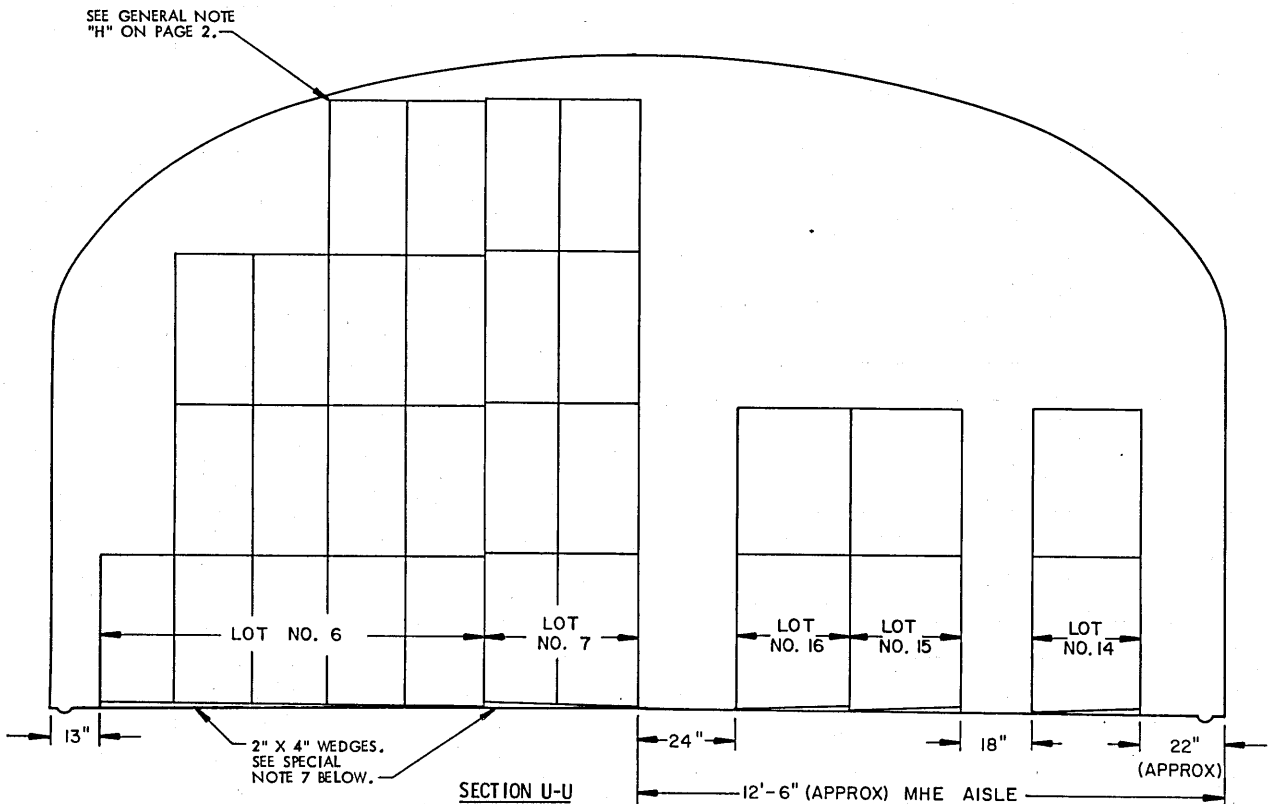 SEE GENERAL NOTE
"H" ON PAGE 2.
LOT NO. 6
LOT
NO. 7
LOT
NO. 16
LOT
NO. 15
LOT
NO. 14
13"
2" X 4" WEDGES.
SEE SPECIAL
NOTE 7 BELOW.
24"
18"
22"
(APPROX)
SECTION U-U
12'-6" (APPROX) MHE AISLE